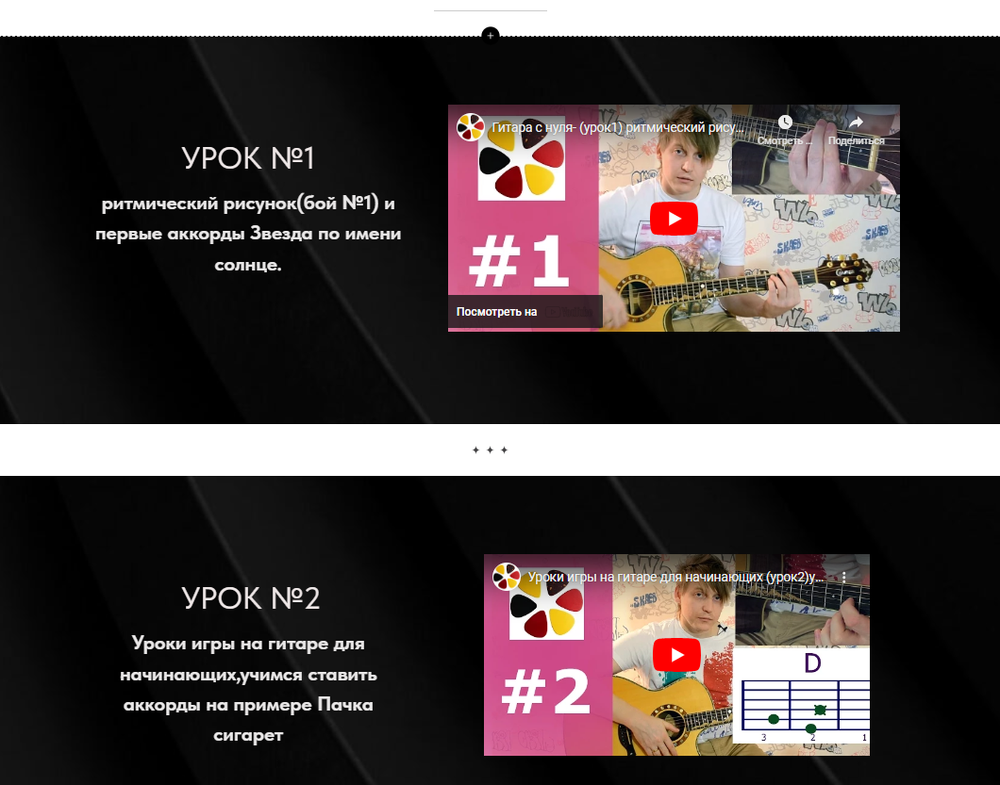 УРОК №1
ритмический рисунок(бой №1) и
первые аккорды Звезда по имени
солнце.
Гитара с нуля- (урок1) ритмический рису...
Смотреть ...
Поделиться
#1
Посмотреть на
УРОК №2
Уроки игры на гитаре для
начинающих,учимся ставить
аккорды на примере Пачка
сигарет
Уроки игры на гитаре для начинающих (урок2)у...
#2
D
3 2 1